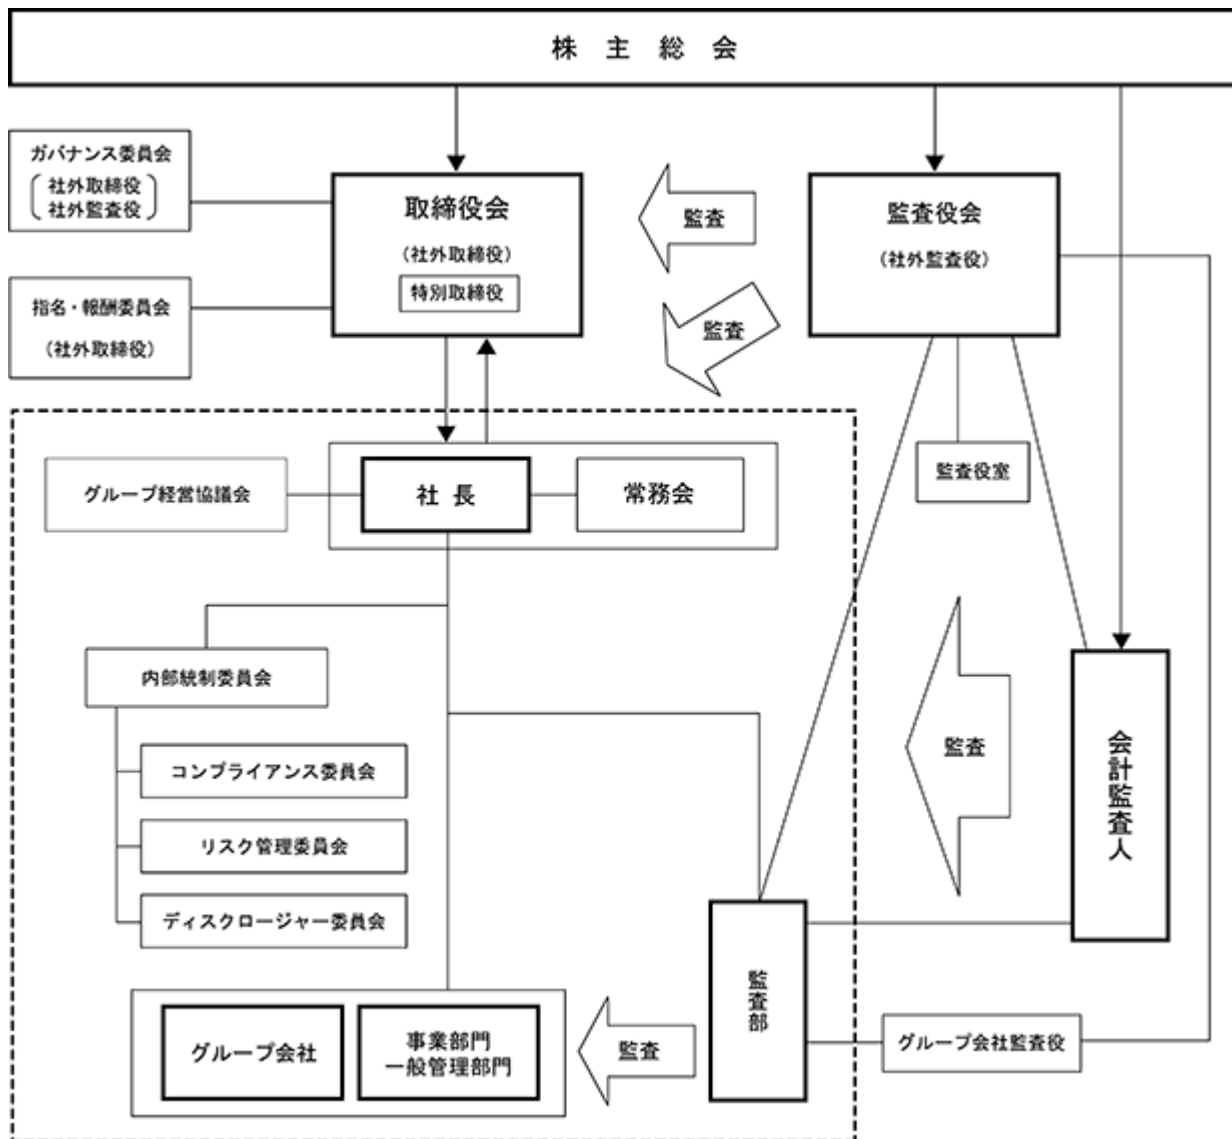 株主総会
ガバナンス委員会
社外取締役
社外監査役
取締役会
(社外取締役)
特別取締役
監査
監査役会
(社外監査役)
指名・報酬委員会
(社外取締役)
監査
グループ経営協議会
社長
常務会
監査役室
内部統制委員会
コンプライアンス委員会
リスク管理委員会
ディスクロージャー委員会
監査
会計監査人
監査部
グループ会社
事業部門
一般管理部門
監査
グループ会社監査役